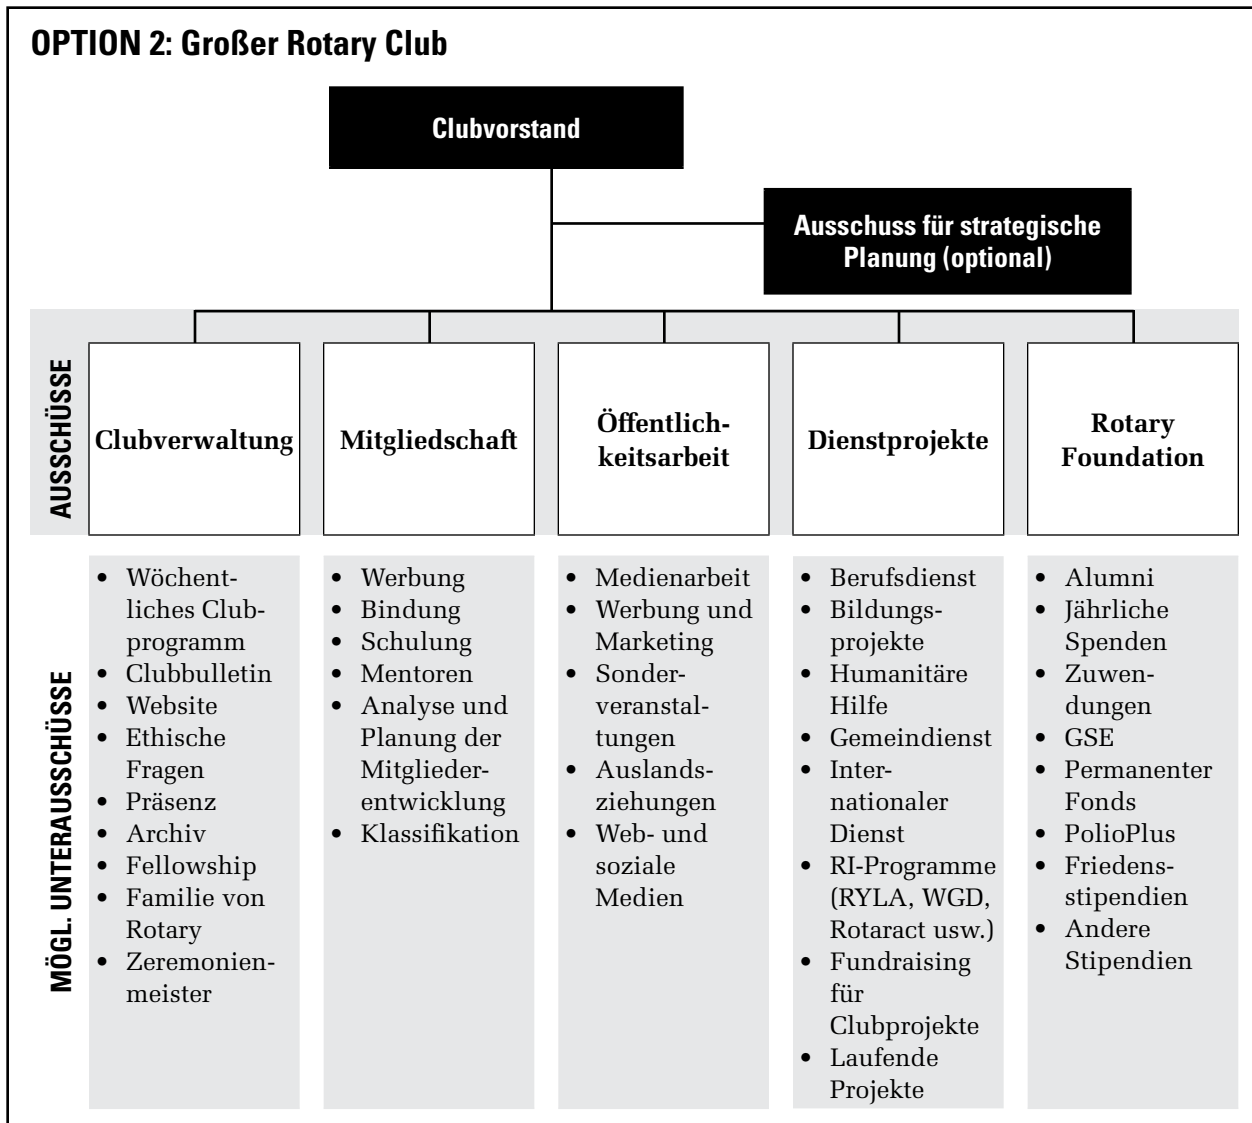 OPTION 2: Großer Rotary Club
Clubvorstand
Ausschuss für strategische
Planung (optional)
AUSSCHÜSSE
Clubverwaltung
Mitgliedschaft
Öffentlich-
keitsarbeit
Dienstprojekte
Rotary
Foundation
MÖGL. UNTERAUSSCHÜSSE
• Wöchent-
liches Club-
programm
• Clubbulletin
• Website
• Ethische
Fragen
• Präsenz
• Archiv
• Fellowship
• Familie von
Rotary
• Zeremonien-
meister
• Werbung
• Bindung
• Schulung
• Mentoren
• Analyse und
Planung der
Mitglieder-
entwicklung
• Klassifikation
• Medienarbeit
• Werbung und
Marketing
• Sonder-
veranstal-
tungen
• Auslands-
ziehungen
• Web- und
soziale
Medien
• Berufsdienst
• Bildungs-
projekte
• Humanitäre
Hilfe
• Gemeindienst
• Inter-
nationaler
Dienst
• RI-Programme
(RYLA, WGD,
Rotaract usw.)
• Fundraising
für
Clubprojekte
• Laufende
Projekte
• Alumni
• Jährliche
Spenden
• Zuwen-
dungen
• GSE
• Permanenter
Fonds
• PolioPlus
• Friedens-
stipendien
• Andere
Stipendien